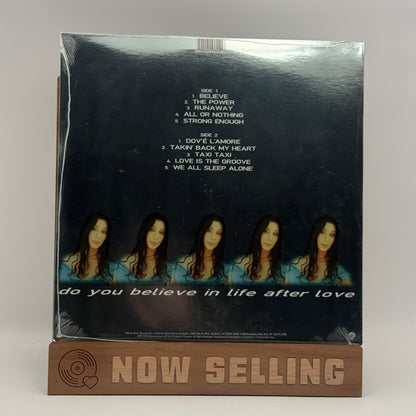 SIDE 1
1. BELIEVE
2. THE POWER
3. RUNAWAY
4. ALL OR NOTHING
5. STRONG ENOUGH
SIDE 2
1. DOV'É L'AMORE
2. TAKIN' BACK MY HEART
3. TAXI TAXI
4. LOVE IS THE GROOVE
5. WE ALL SLEEP ALONE
do you believe in life after love
NOW SELLING